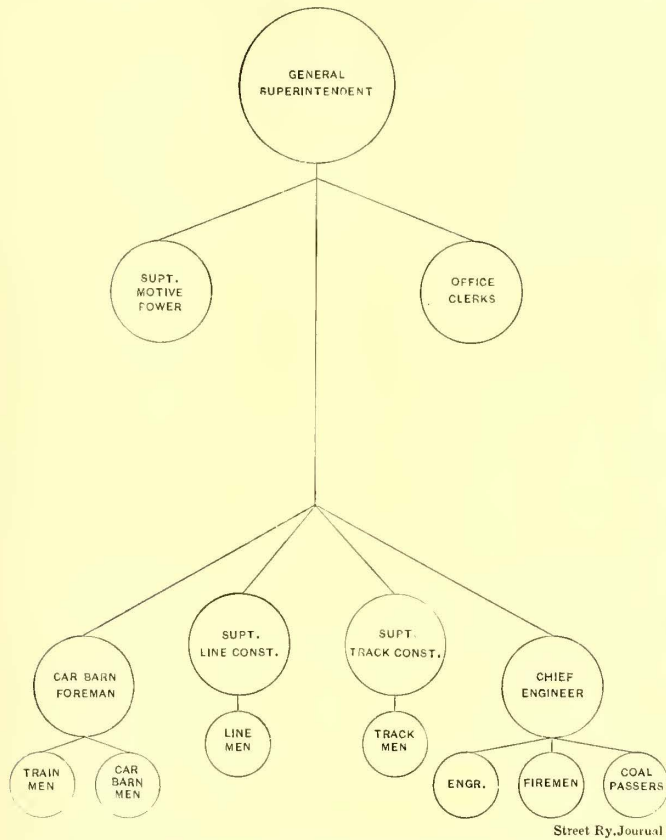 GENERAL
SUPERINTENDENT
SUPT.
MOTIVE
POWER
OFFICE
CLERKS
CAR BARN
FOREMAN
SUPT.
LINE CONST.
SUPT.
TRACK CONST.
CHIEF
ENGINEER
TRAIN
MEN
CAR
BARN
MEN
LINE
MEN
TRACK
MEN
ENGR.
FIREMEN
COAL
PASSERS
Street Ry.Journal